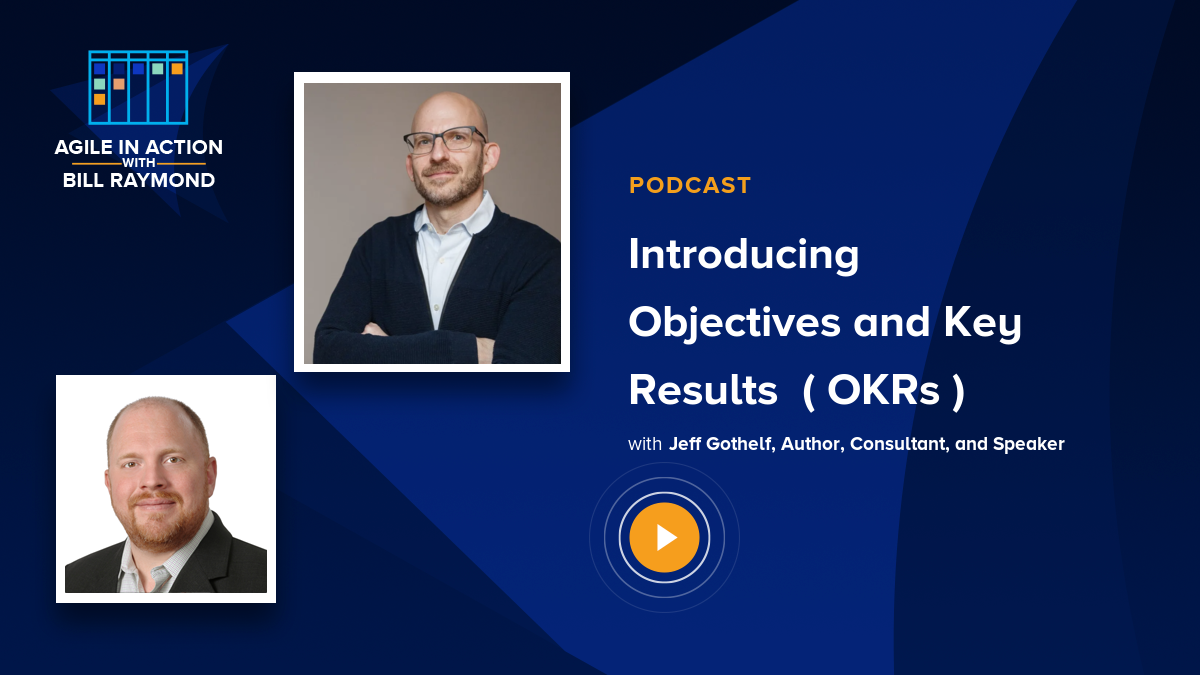 AGILE IN ACTION
WITH
BILL RAYMOND
PODCAST
Introducing
Objectives and Key
Results ( OKRs )
with Jeff Gothelf, Author, Consultant, and Speaker